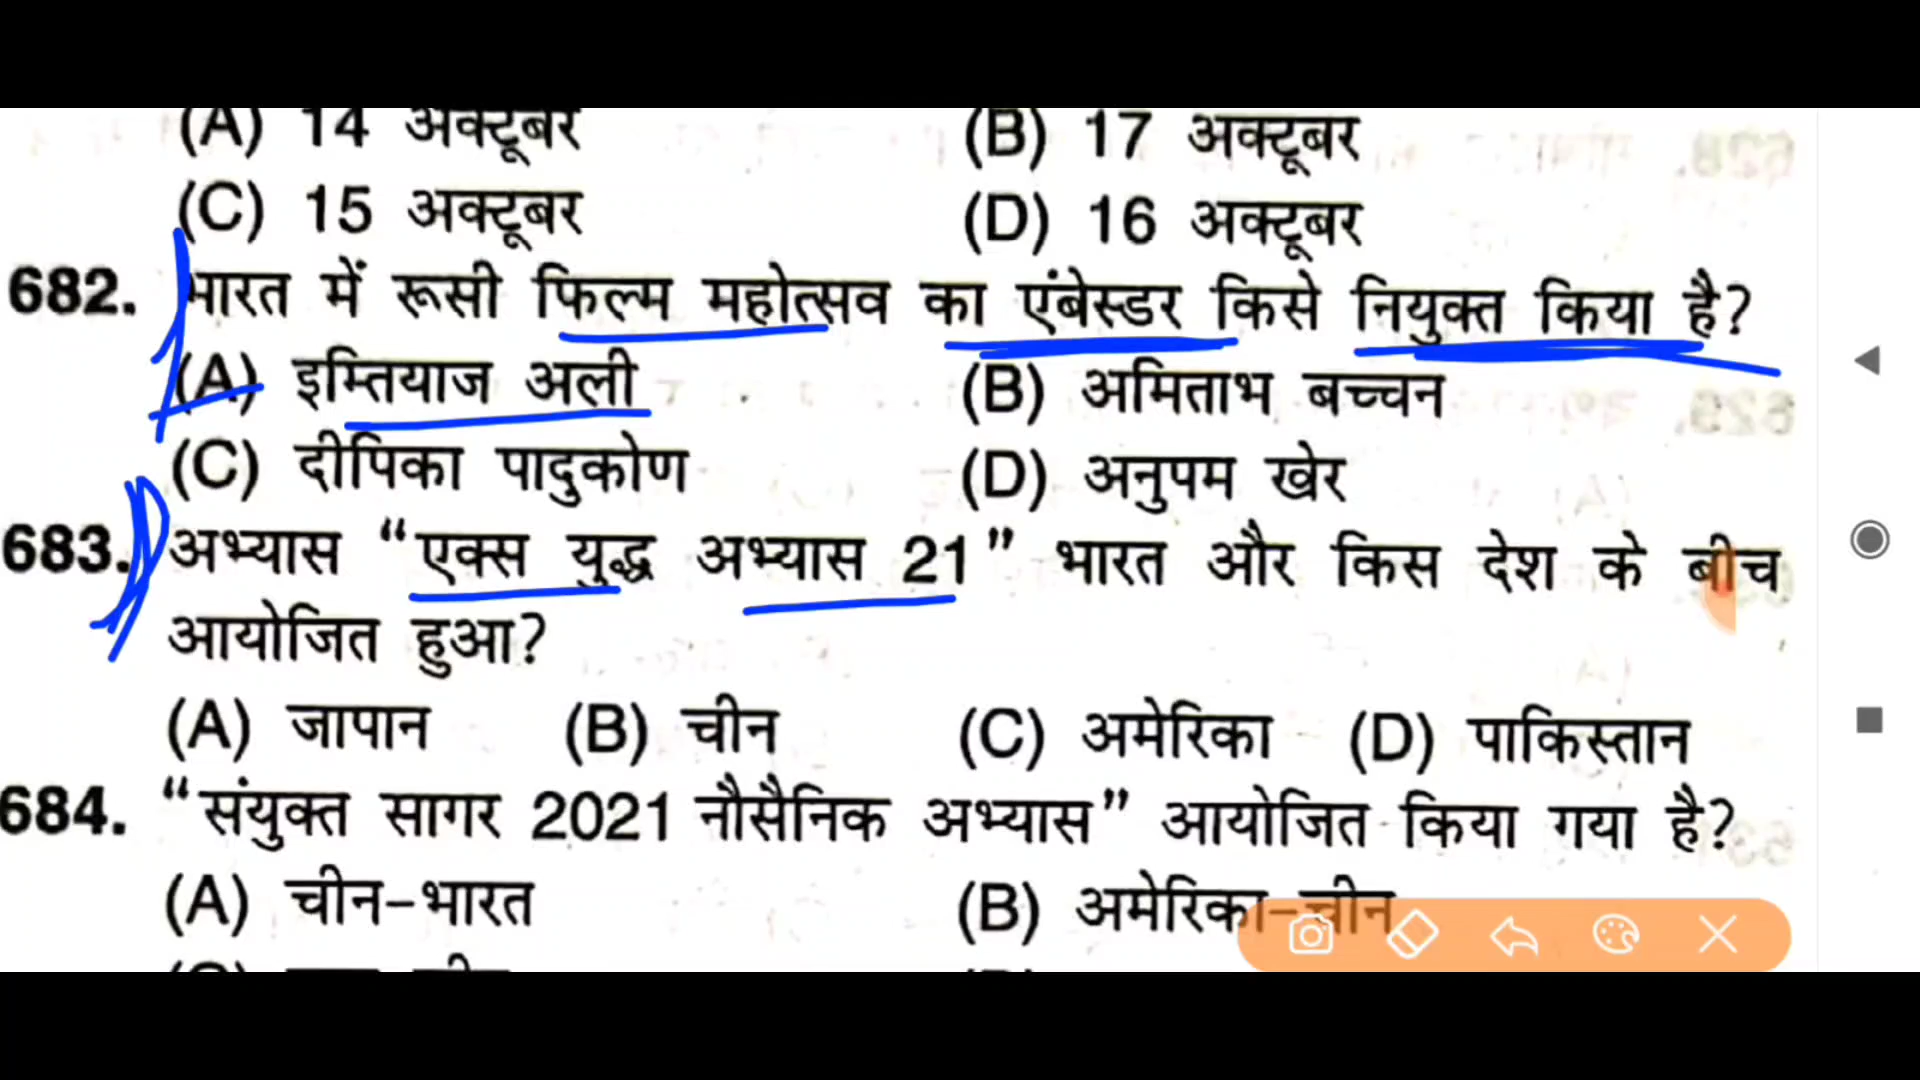 (A) 14 अक्टूबर (B) 17 अक्टूबर
(C) 15 अक्टूबर (D) 16 अक्टूबर
682. भारत में रूसी फिल्म महोत्सव का एंबेस्डर किसे नियुक्त किया है?
(A) इम्तियाज अली (B) अमिताभ बच्चन
(C) दीपिका पादुकोण (D) अनुपम खेर
683. अभ्यास “एक्स युद्ध अभ्यास 21” भारत और किस देश के बीच
आयोजित हुआ?
(A) जापान (B) चीन (C) अमेरिका (D) पाकिस्तान
684. “संयुक्त सागर 2021 नौसैनिक अभ्यास” आयोजित किया गया है?
(A) चीन-भारत (B) अमेरिका-चीन